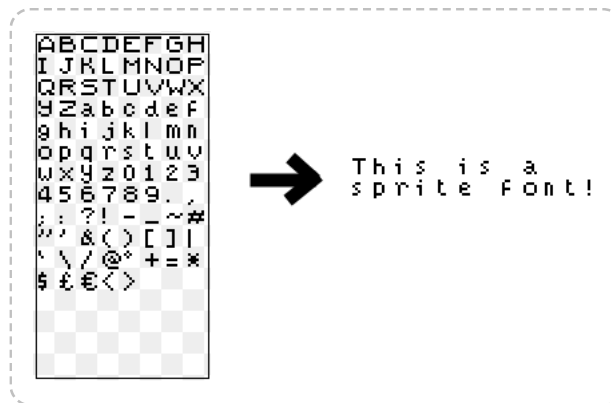 ABCDEFGH
IJKLMNOP
QRSTUVWX
YZabcdef
ghijklmn
opqrstuv
wxyz0123
456789.,
;:?!-_~#
"'&()[]|
`\/@°+=*
$£€<>
This is a
sprite font!